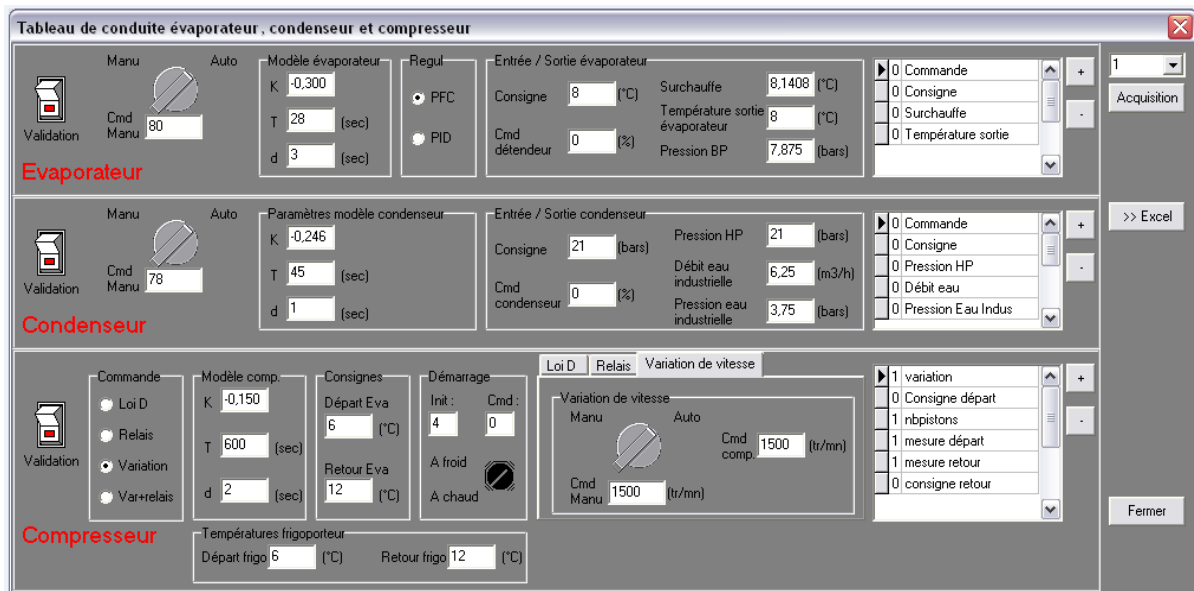 Tableau de conduite évaporateur , condenseur et compresseur
Manu Auto
Validation
Cmd Manu 80
Evaporateur
Modèle évaporateur
K -0,300
T 28 (sec)
d 3 (sec)
Regul
PFC
PID
Entrée / Sortie évaporateur
Consigne 8 (°C)
Cmd détendeur 0 (%)
Surchauffe 8,1408 (°C)
Température sortie évaporateur 8 (°C)
Pression BP 7,875 (bars)
0 Commande
0 Consigne
0 Surchauffe
0 Température sortie
+
-
1
Acquisition
Manu Auto
Validation
Cmd Manu 78
Condenseur
Paramètres modèle condenseur
K -0,246
T 45 (sec)
d 1 (sec)
Entrée / Sortie condenseur
Consigne 21 (bars)
Cmd condenseur 0 (%)
Pression HP 21 (bars)
Débit eau industrielle 6,25 (m3/h)
Pression eau industrielle 3,75 (bars)
0 Commande
0 Consigne
0 Pression HP
0 Débit eau
0 Pression Eau Indus
+
-
>> Excel
Validation
Compresseur
Commande
Loi D
Relais
Variation
Var+relais
Modèle comp.
K -0,150
T 600 (sec)
d 2 (sec)
Consignes
Départ Eva
6 (°C)
Retour Eva
12 (°C)
Démarrage
Init : Cmd :
4 0
A froid
A chaud
Loi D Relais Variation de vitesse
Variation de vitesse
Manu Auto
Cmd comp. 1500 (tr/mn)
Cmd Manu 1500 (tr/mn)
1 variation
0 Consigne départ
1 nbpistons
1 mesure départ
1 mesure retour
0 consigne retour
+
-
Fermer
Températures frigoporteur
Départ frigo 6 (°C) Retour frigo 12 (°C)